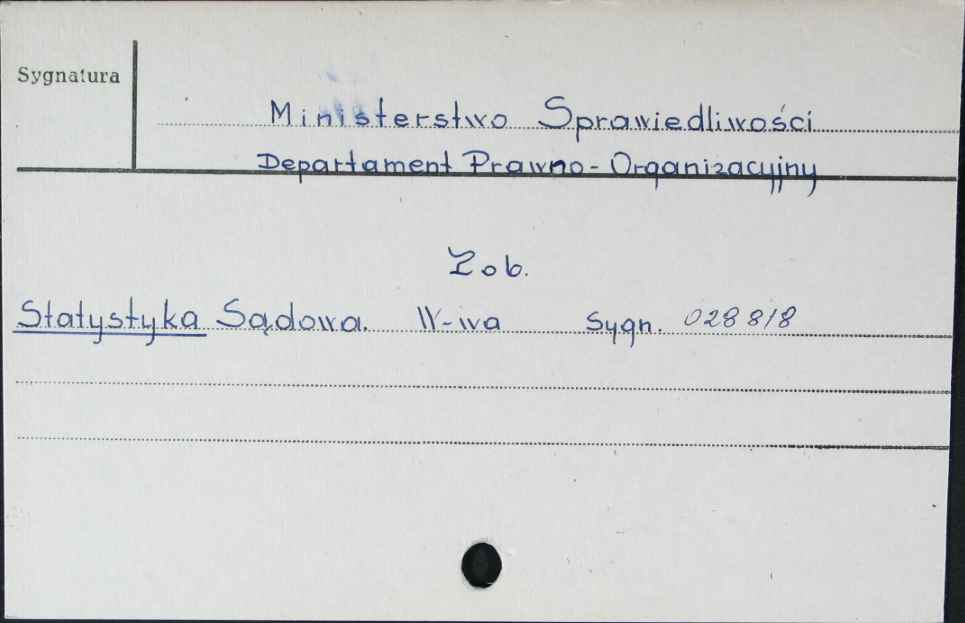 Sygnatura
Ministerstwo Sprawiedliwości
Departament Prawno-Organizacyjny
Zob.
Statystyka Sądowa. W-wa Sygn. 028818